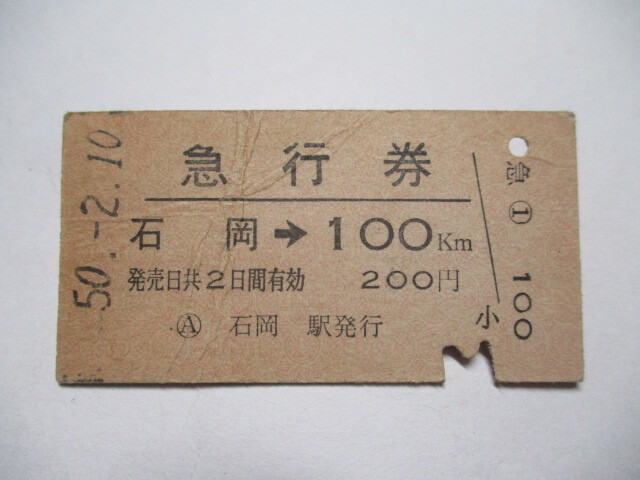 50.-2.10
急行券
石岡→100Km
発売日共2日間有効 200円
Ⓐ 石岡 駅発行
小
急 ① 100